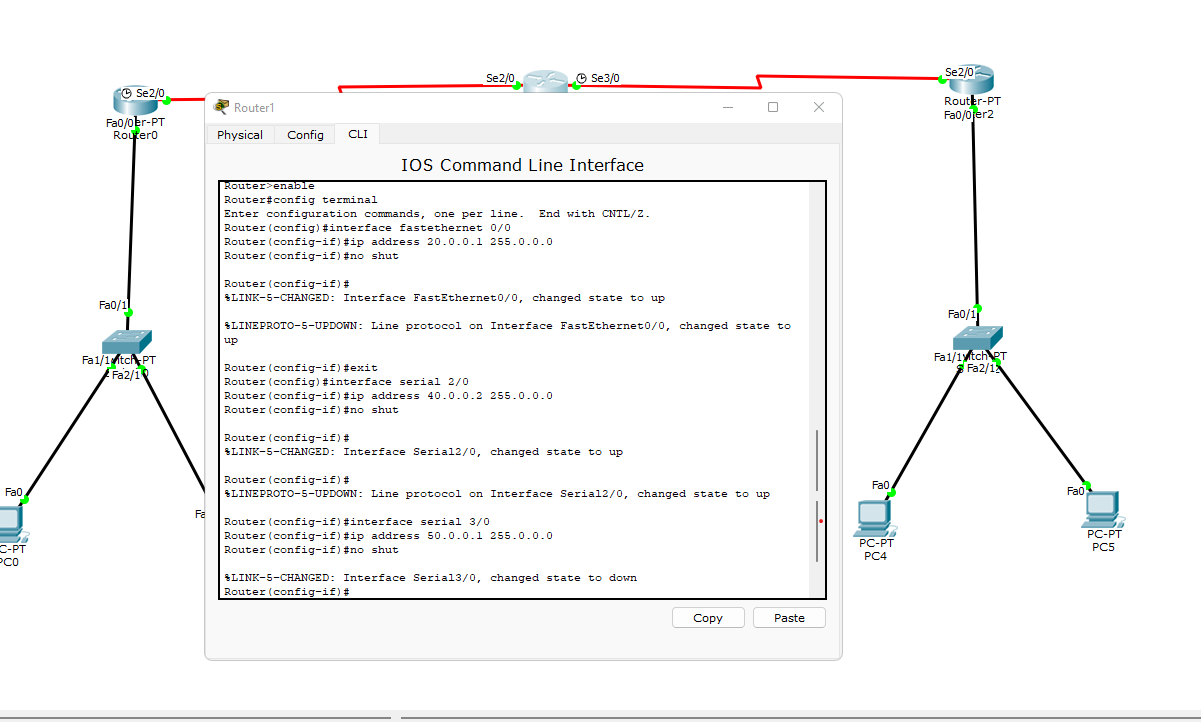 Se2/0
Se3/0
Se2/0
Se2/0
Router1
Router-PT
Fa0/0
er-PT
Fa0/0
er2
Router0
Physical
Config
CLI
IOS Command Line Interface
Router>enable
Router#config terminal
Enter configuration commands, one per line.  End with CNTL/Z.
Router(config)#interface fastethernet 0/0
Router(config-if)#ip address 20.0.0.1 255.0.0.0
Router(config-if)#no shut
Router(config-if)#
%LINK-5-CHANGED: Interface FastEthernet0/0, changed state to up
%LINEPROTO-5-UPDOWN: Line protocol on Interface FastEthernet0/0, changed state to
up
Router(config-if)#exit
Router(config)#interface serial 2/0
Router(config-if)#ip address 40.0.0.2 255.0.0.0
Router(config-if)#no shut
Router(config-if)#
%LINK-5-CHANGED: Interface Serial2/0, changed state to up
Router(config-if)#
%LINEPROTO-5-UPDOWN: Line protocol on Interface Serial2/0, changed state to up
Router(config-if)#interface serial 3/0
Router(config-if)#ip address 50.0.0.1 255.0.0.0
Router(config-if)#no shut
%LINK-5-CHANGED: Interface Serial3/0, changed state to down
Router(config-if)#
Copy
Paste
Fa0/1
Fa1/1
itch-PT
Fa2/1
Fa0
C-PT
PC0
Fa
Fa0/1
Fa1/1
witch-PT
Fa2/1
Fa0
PC-PT
PC4
Fa0
PC-PT
PC5